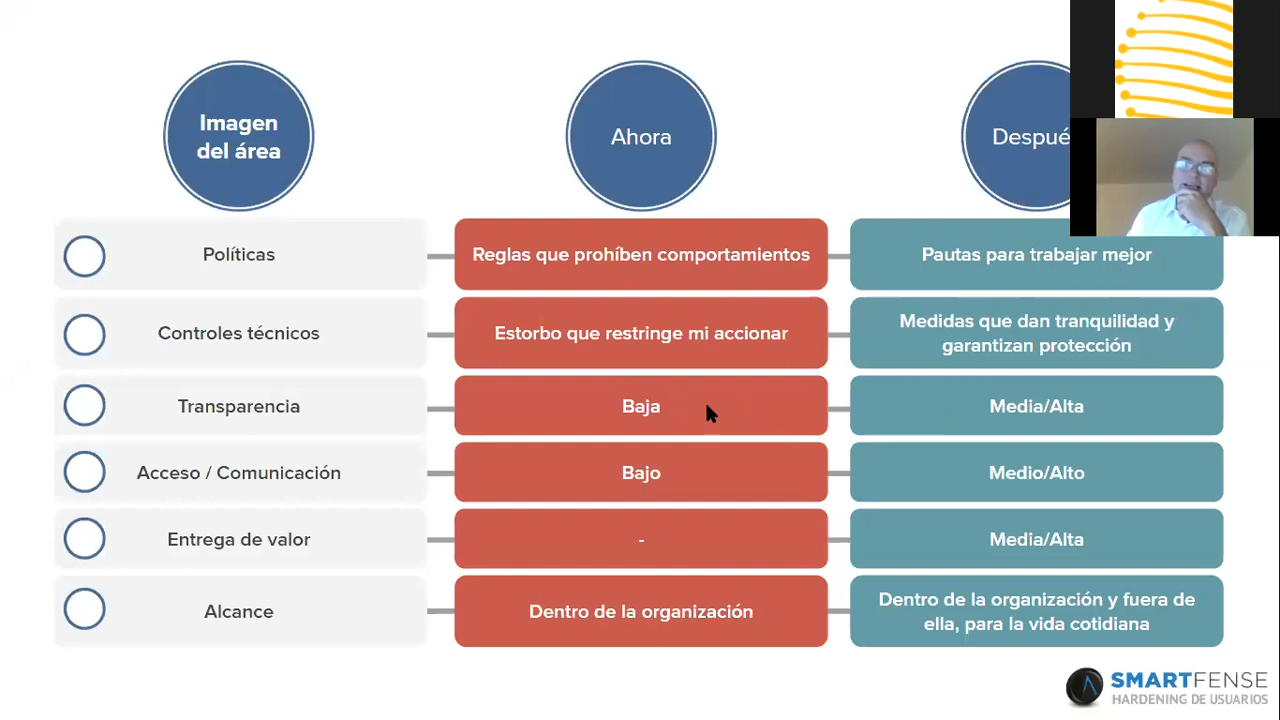 Imagen
del área
Ahora
Despué
Políticas
Reglas que prohíben comportamientos
Pautas para trabajar mejor
Controles técnicos
Estorbo que restringe mi accionar
Medidas que dan tranquilidad y
garantizan protección
Transparencia
Baja
Media/Alta
Acceso / Comunicación
Bajo
Medio/Alto
Entrega de valor
-
Media/Alta
Alcance
Dentro de la organización
Dentro de la organización y fuera de
ella, para la vida cotidiana
SMARTFENSE
HARDENING DE USUARIOS